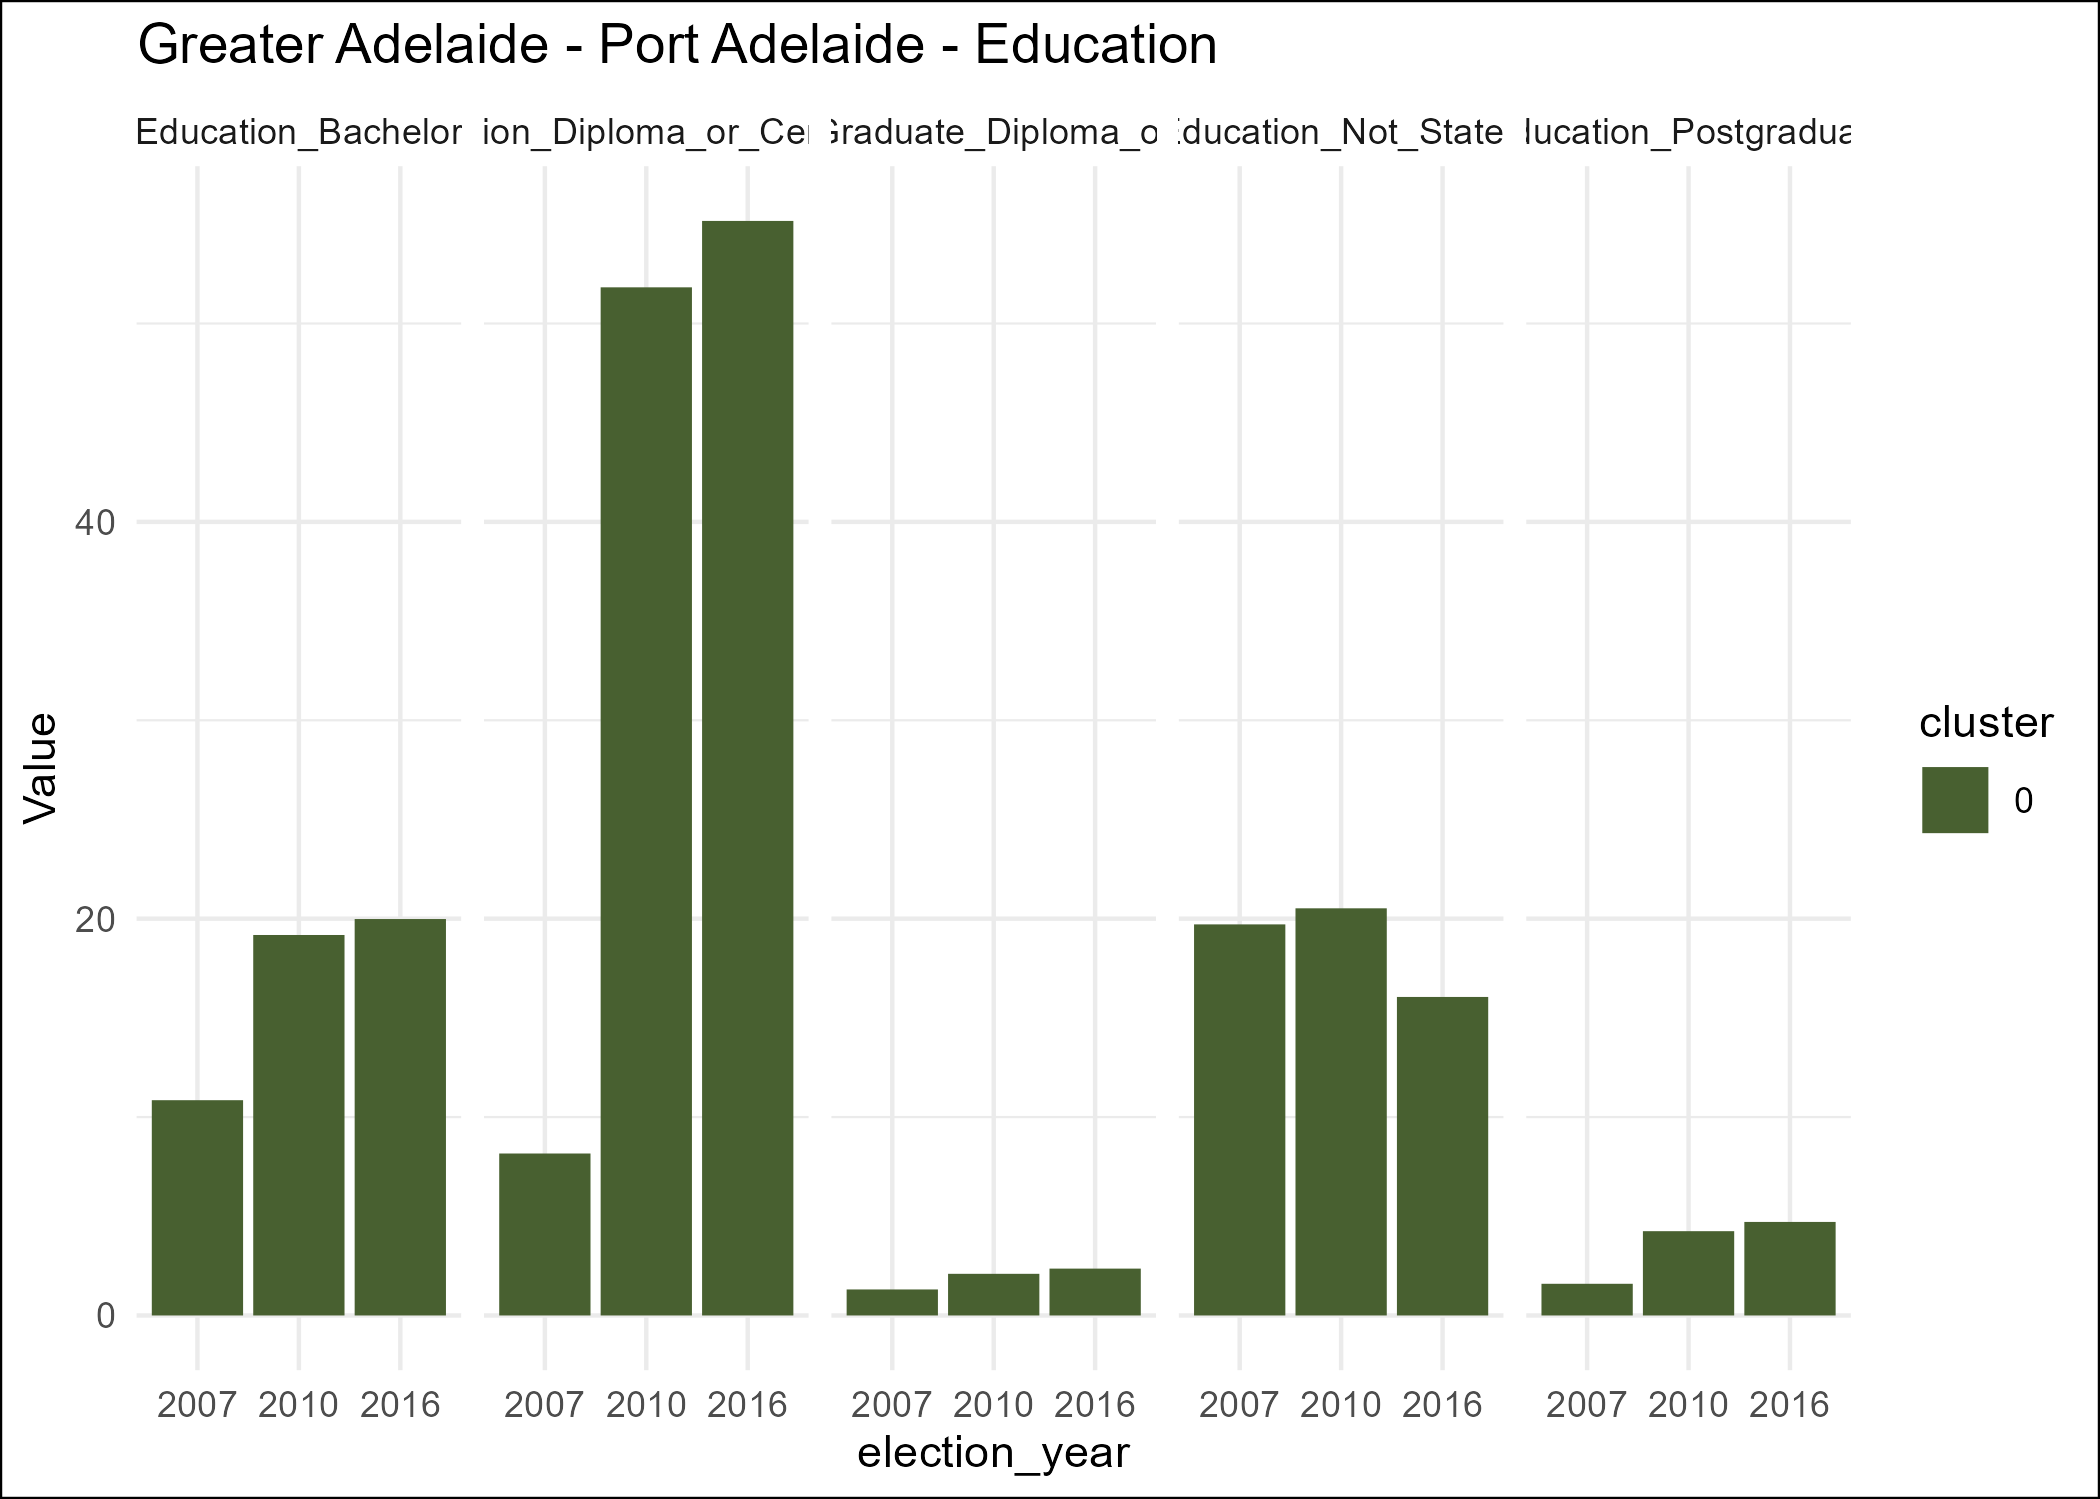 Greater Adelaide - Port Adelaide - Education
Education_Bachelor ion_Diploma_or_Cer Graduate_Diploma_o Education_Not_State ducation_Postgradua
40
20
0
Value
2007 2010 2016 2007 2010 2016 2007 2010 2016 2007 2010 2016 2007 2010 2016
election_year
cluster
0